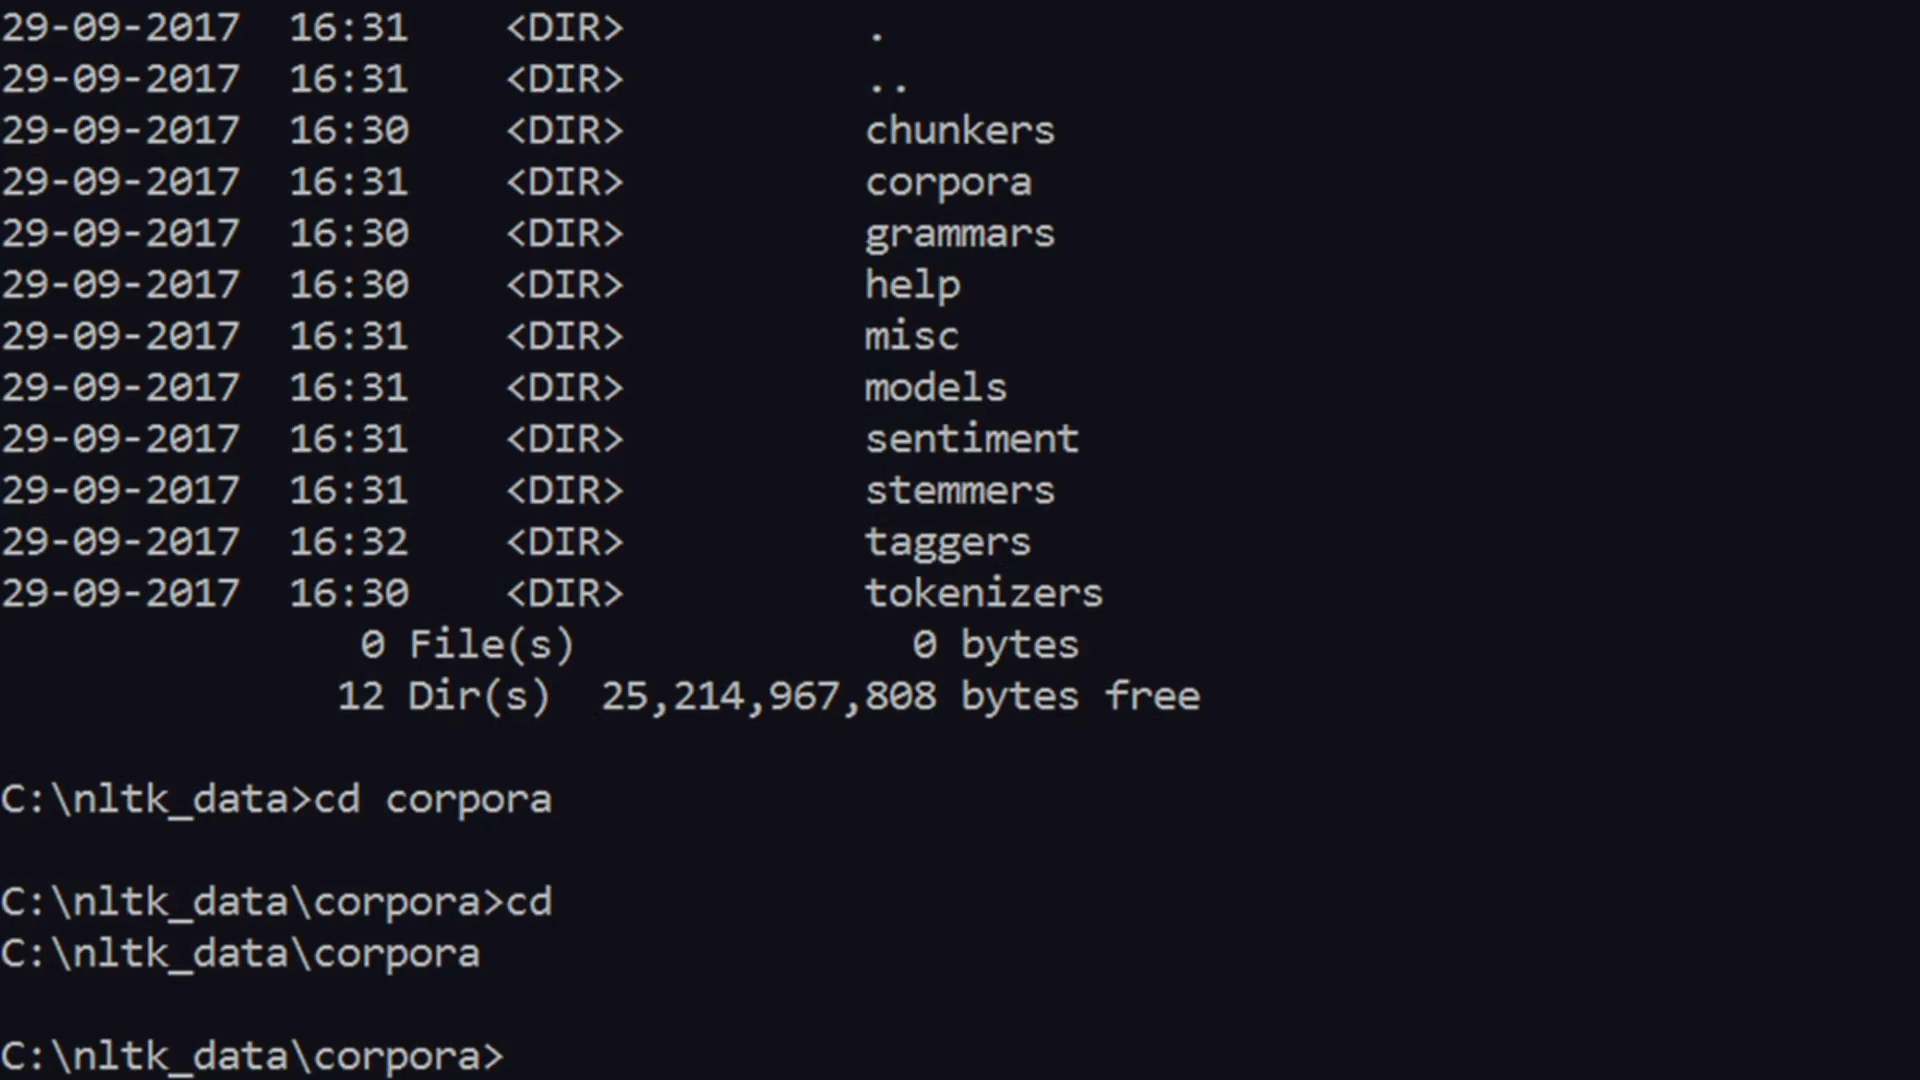 29-09-2017  16:31    <DIR>          .
29-09-2017  16:31    <DIR>          ..
29-09-2017  16:30    <DIR>          chunkers
29-09-2017  16:31    <DIR>          corpora
29-09-2017  16:30    <DIR>          grammars
29-09-2017  16:30    <DIR>          help
29-09-2017  16:31    <DIR>          misc
29-09-2017  16:31    <DIR>          models
29-09-2017  16:31    <DIR>          sentiment
29-09-2017  16:31    <DIR>          stemmers
29-09-2017  16:32    <DIR>          taggers
29-09-2017  16:30    <DIR>          tokenizers
               0 File(s)              0 bytes
              12 Dir(s)  25,214,967,808 bytes free
C:\nltk_data>cd corpora
C:\nltk_data\corpora>cd
C:\nltk_data\corpora
C:\nltk_data\corpora>